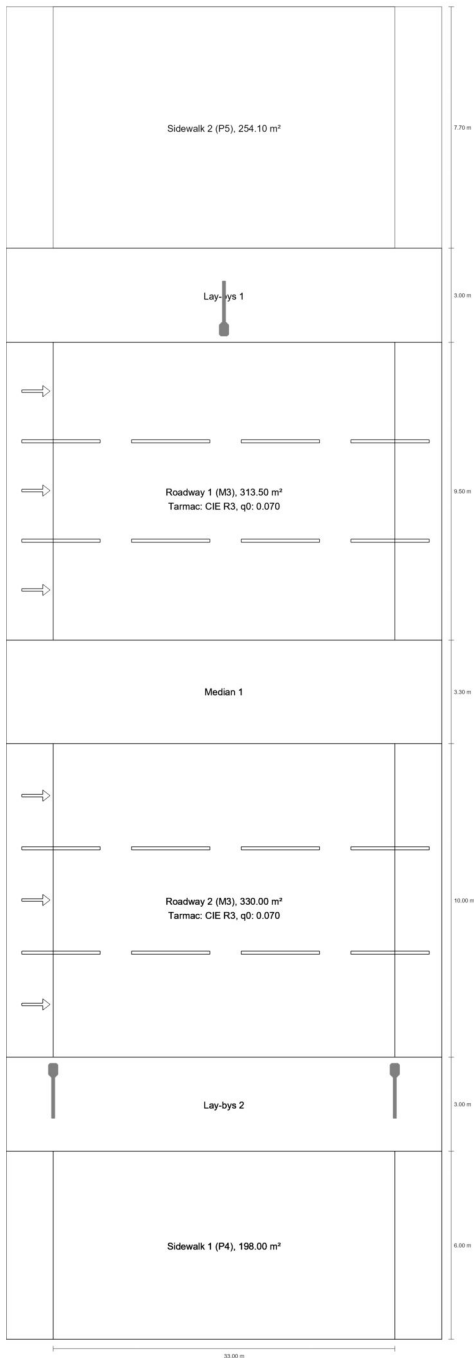 Sidewalk 2 (P5), 254.10 m²
7.70 m
Lay-bys 1
3.00 m
Roadway 1 (M3), 313.50 m²
Tarmac: CIE R3, q0: 0.070
9.50 m
Median 1
3.30 m
Roadway 2 (M3), 330.00 m²
Tarmac: CIE R3, q0: 0.070
10.00 m
Lay-bys 2
3.00 m
Sidewalk 1 (P4), 198.00 m²
6.00 m
33.00 m